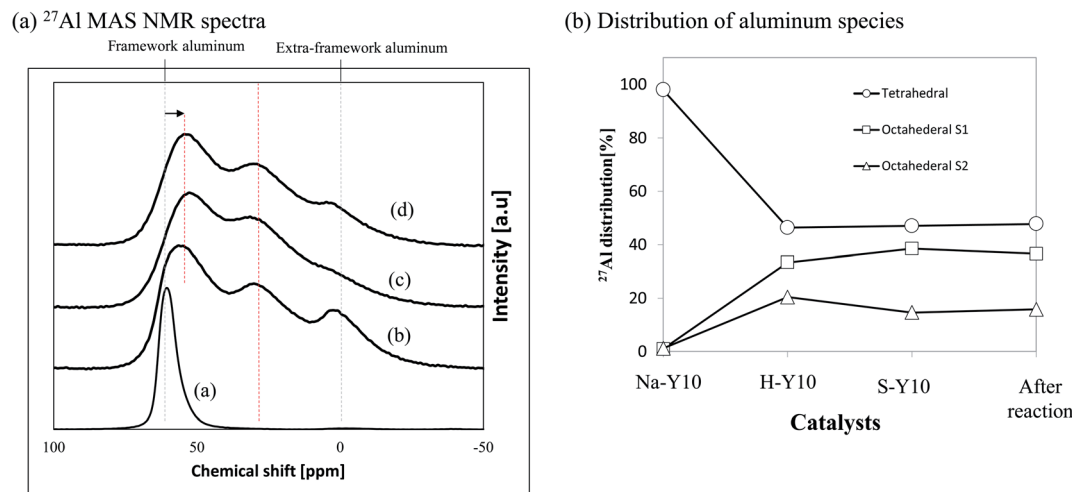 (a) ²⁷Al MAS NMR spectra
Framework aluminum
Extra-framework aluminum
(d)
(c)
(b)
(a)
Intensity [a.u]
100
50
0
-50
Chemical shift [ppm]
(b) Distribution of aluminum species
100
80
60
40
20
0
²⁷Al distribution[%]
Tetrahedral
Octahederal S1
Octahederal S2
Na-Y10
H-Y10
S-Y10
After
reaction
Catalysts